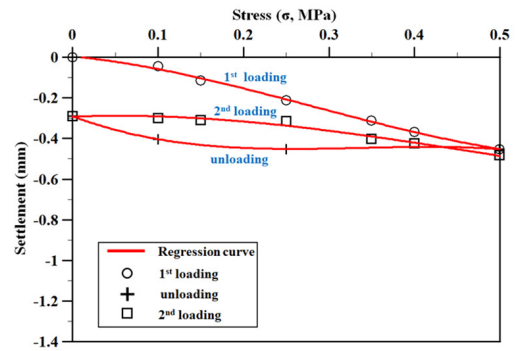 Stress (σ, MPa)
0 0.1 0.2 0.3 0.4 0.5
0
-0.2
-0.4
-0.6
-0.8
-1
-1.2
-1.4
Settlement (mm)
1st loading
2nd loading
unloading
Regression curve
1st loading
unloading
2nd loading